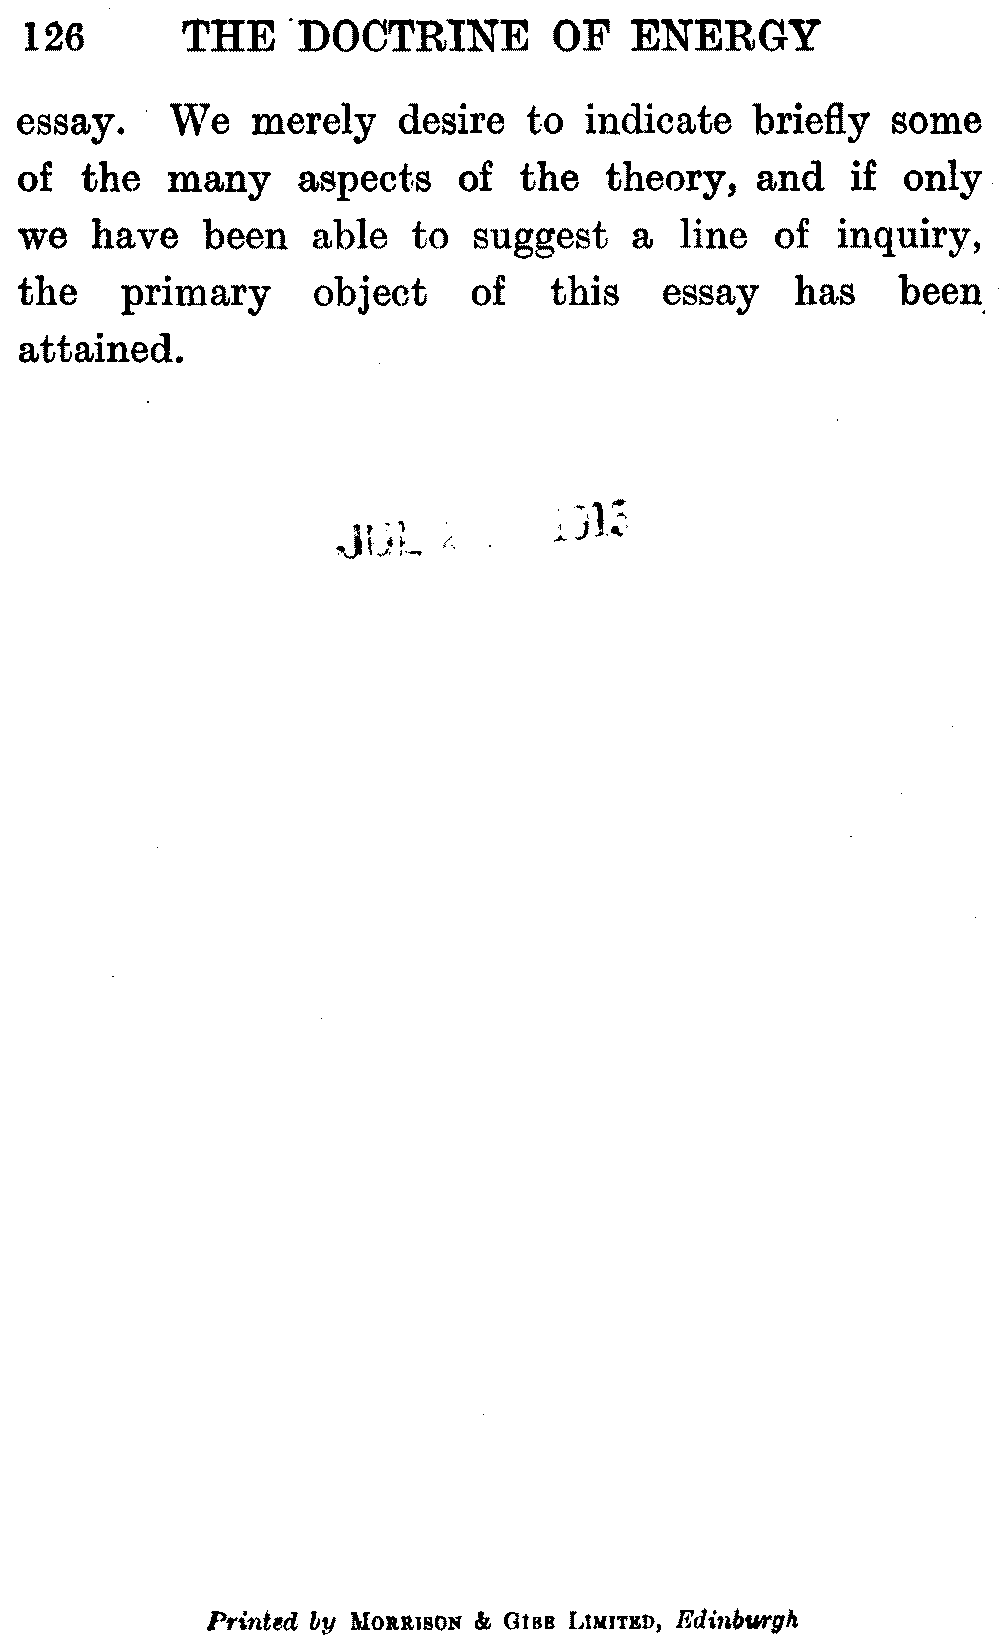 126 THE DOCTRINE OF ENERGY
essay. We merely desire to indicate briefly some
of the many aspects of the theory, and if only
we have been able to suggest a line of inquiry,
the primary object of this essay has been
attained.
JUL
Printed by MORRISON & GIBB LIMITED, Edinburgh